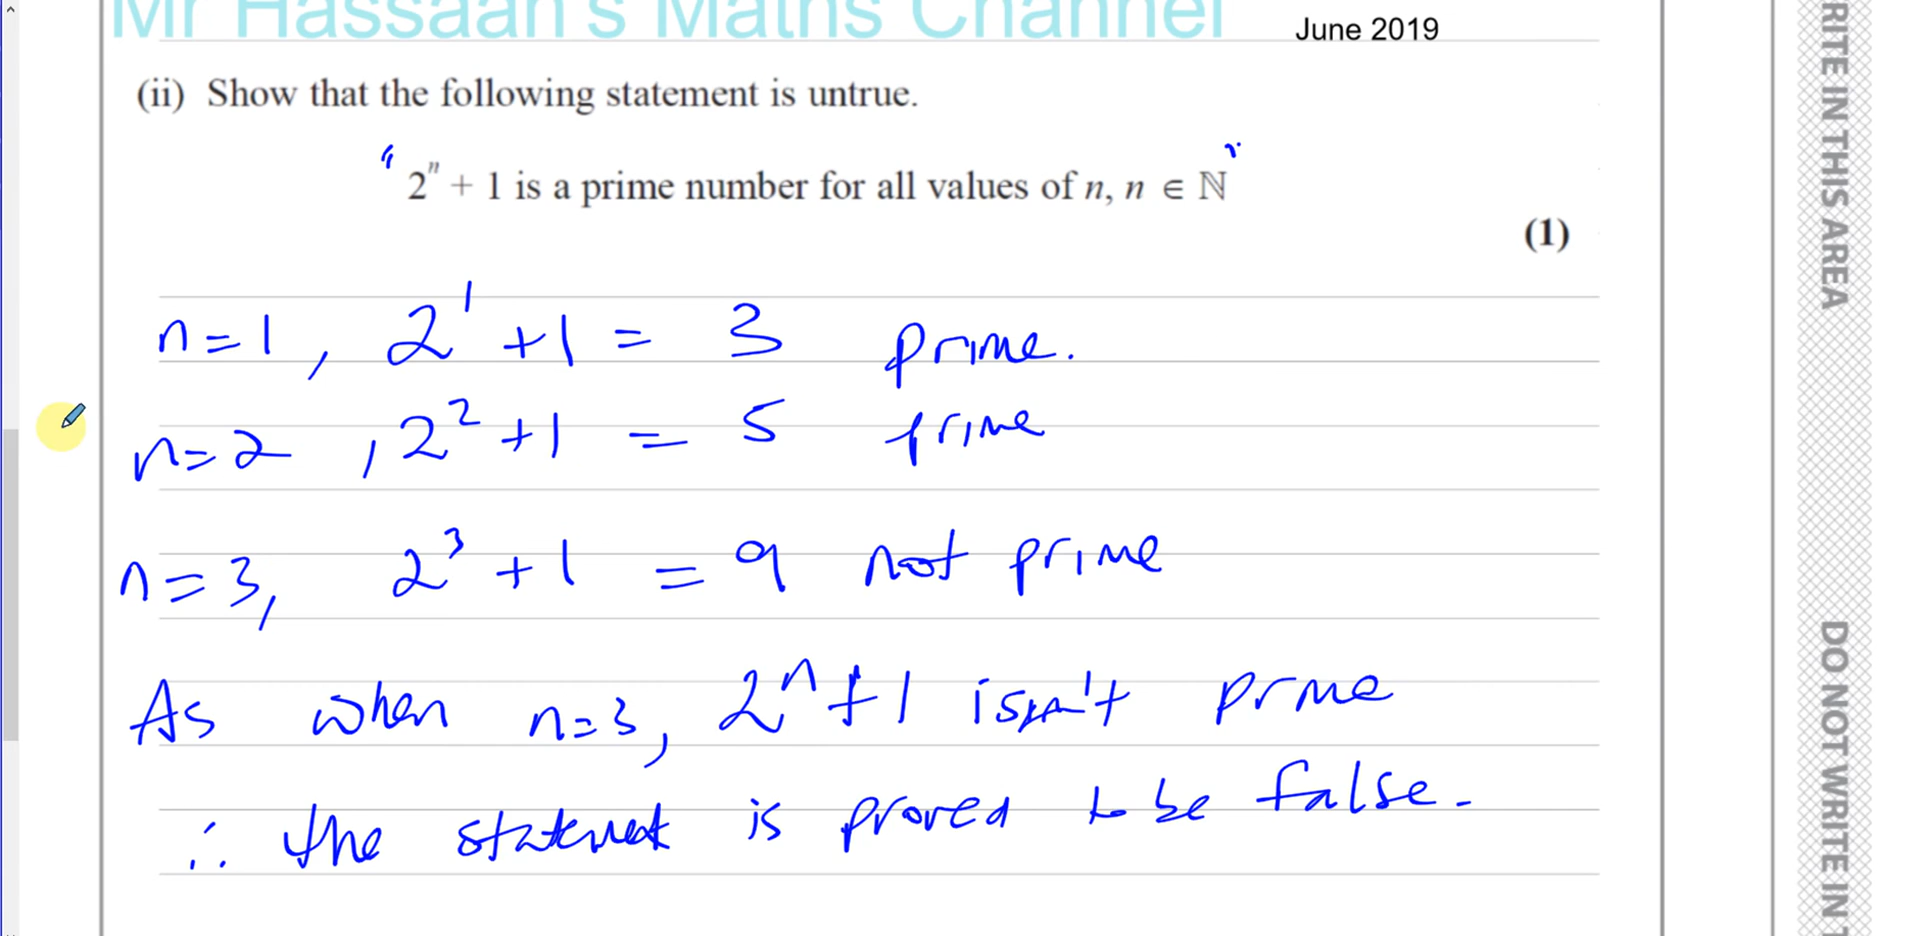 Mr Hassaan's Maths Channel
June 2019
(ii) Show that the following statement is untrue.
"2ⁿ + 1 is a prime number for all values of n, n ∈ ℕ"
(1)
n=1, 2¹ +1 = 3 prime.
n=2, 2² +1 = 5 prime
n=3, 2³ +1 = 9 not prime
As when n=3, 2ⁿ+1 isn't prime
∴ the statement is proved to be false.
RITE IN THIS AREA
DO NOT WRITE IN T